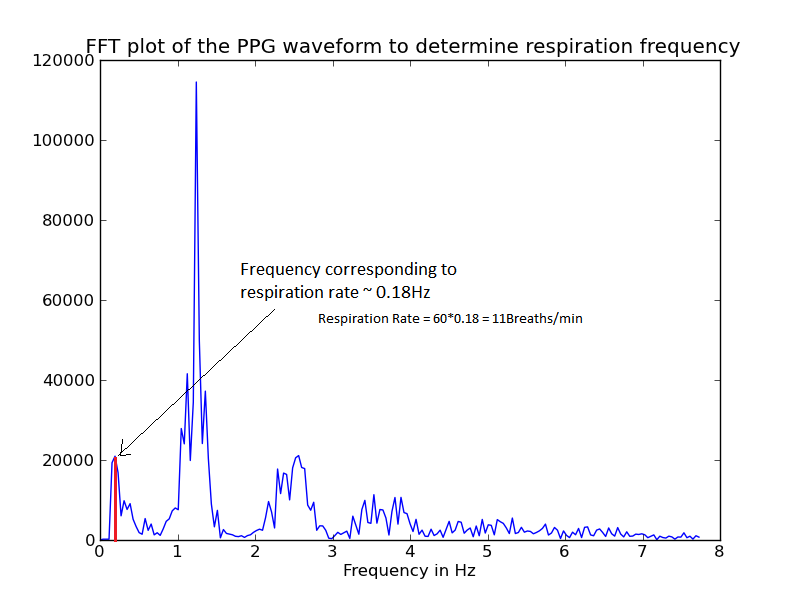 FFT plot of the PPG waveform to determine respiration frequency
120000
100000
80000
60000
40000
20000
0
Frequency corresponding to
respiration rate ~ 0.18Hz
Respiration Rate = 60*0.18 = 11Breaths/min
0 1 2 3 4 5 6 7 8
Frequency in Hz